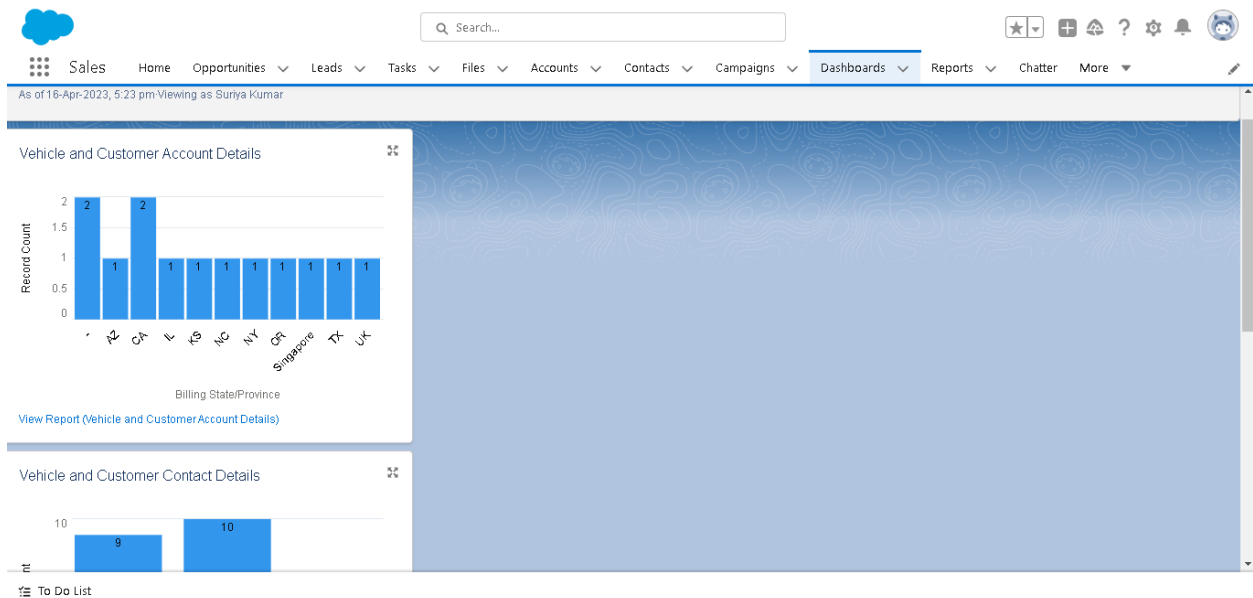 Search...
Sales Home Opportunities Leads Tasks Files Accounts Contacts Campaigns Dashboards Reports Chatter More
As of 16-Apr-2023, 5:23 pm·Viewing as Suriya Kumar
Vehicle and Customer Account Details
2
1.5
1
0.5
0
Record Count
2 1 2 1 1 1 1 1 1 1 1
- AZ CA IL KS NC NY OR Singapore TX UK
Billing State/Province
View Report (Vehicle and Customer Account Details)
Vehicle and Customer Contact Details
10
9 10
To Do List